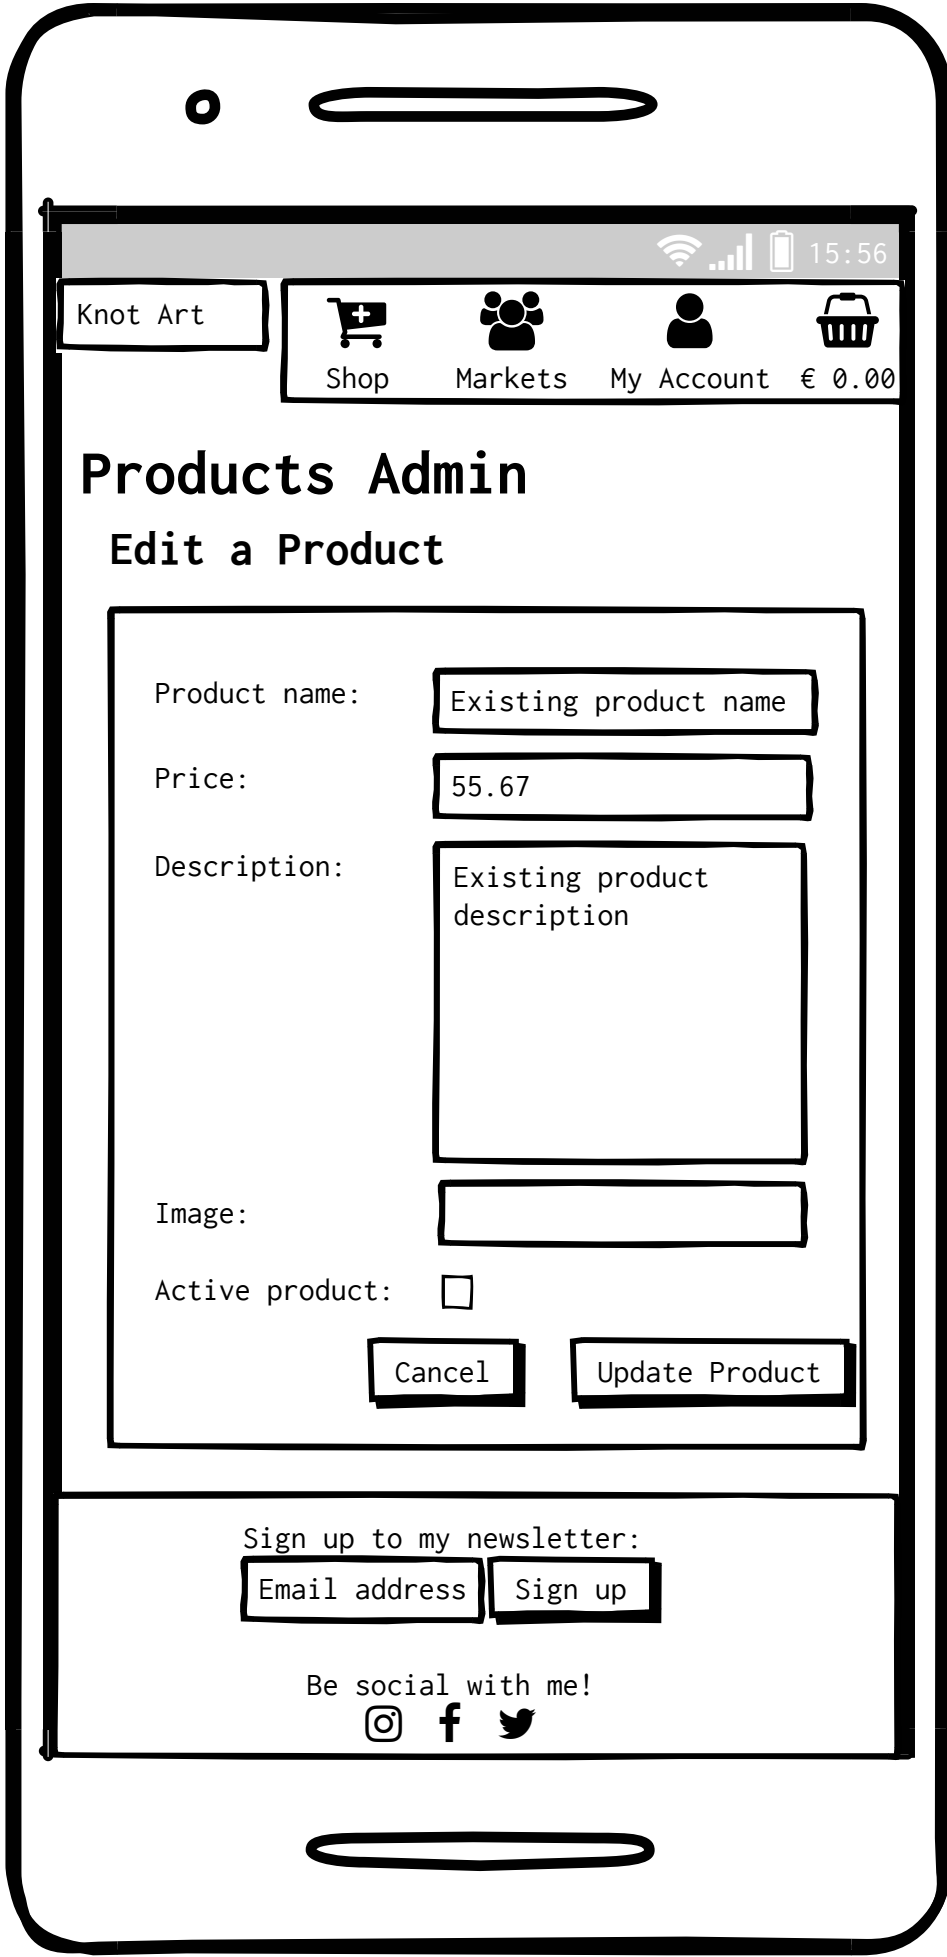 15:56
Knot Art
Shop
Markets
My Account
€ 0.00
Products Admin
Edit a Product
Product name:
Existing product name
Price:
55.67
Description:
Existing product
description
Image:
Active product:
Cancel
Update Product
Sign up to my newsletter:
Email address
Sign up
Be social with me!